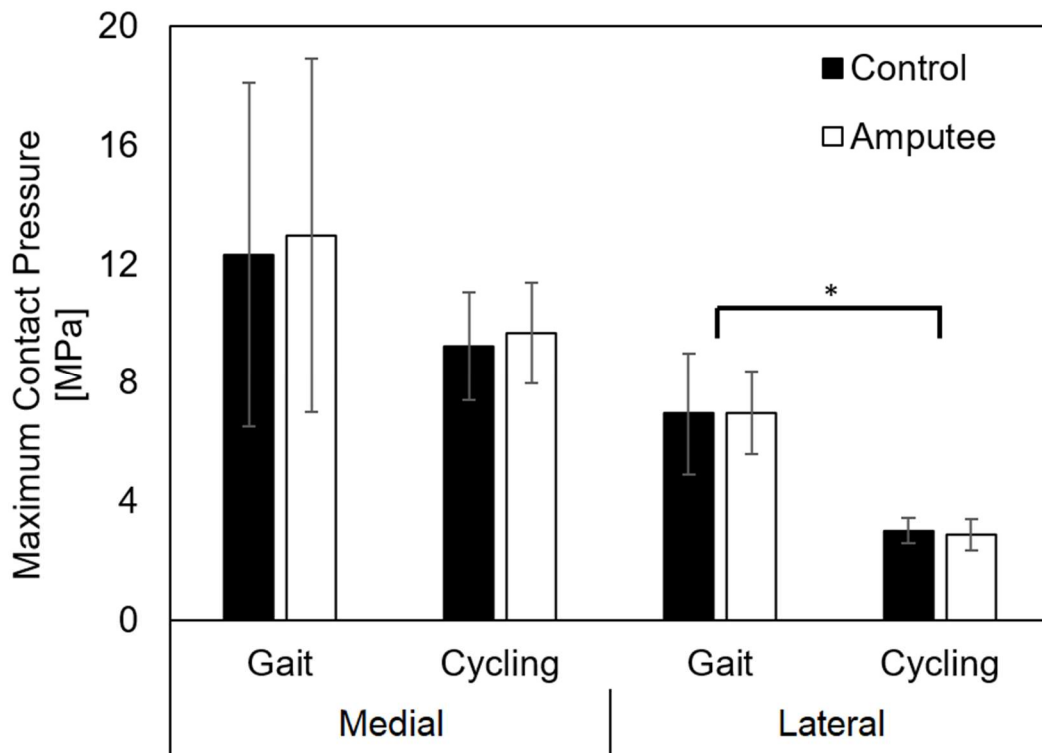 Maximum Contact Pressure
[MPa]
20
16
12
8
4
0
Control
Amputee
*
Gait
Cycling
Gait
Cycling
Medial
Lateral